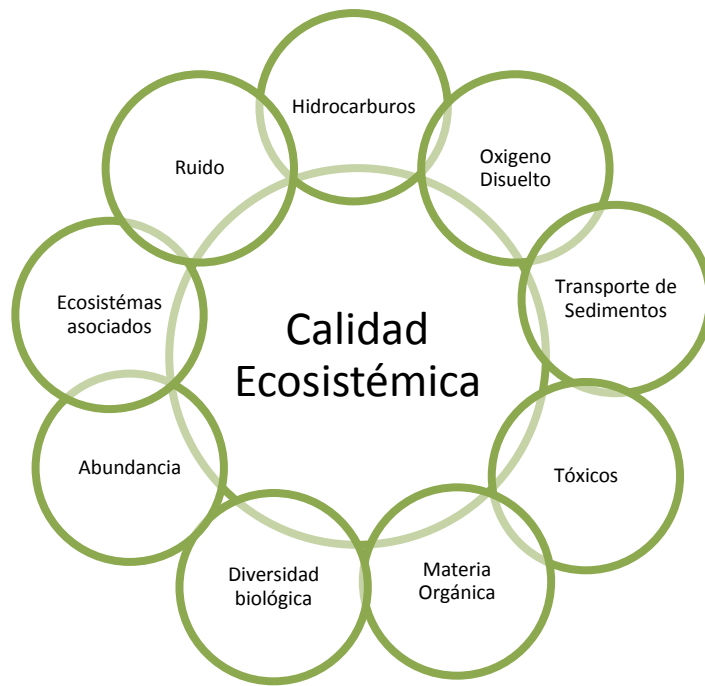 Hidrocarburos
Oxigeno
Disuelto
Transporte de
Sedimentos
Tóxicos
Materia
Orgánica
Diversidad
biológica
Abundancia
Ecosistémas
asociados
Ruido
Calidad
Ecosistémica